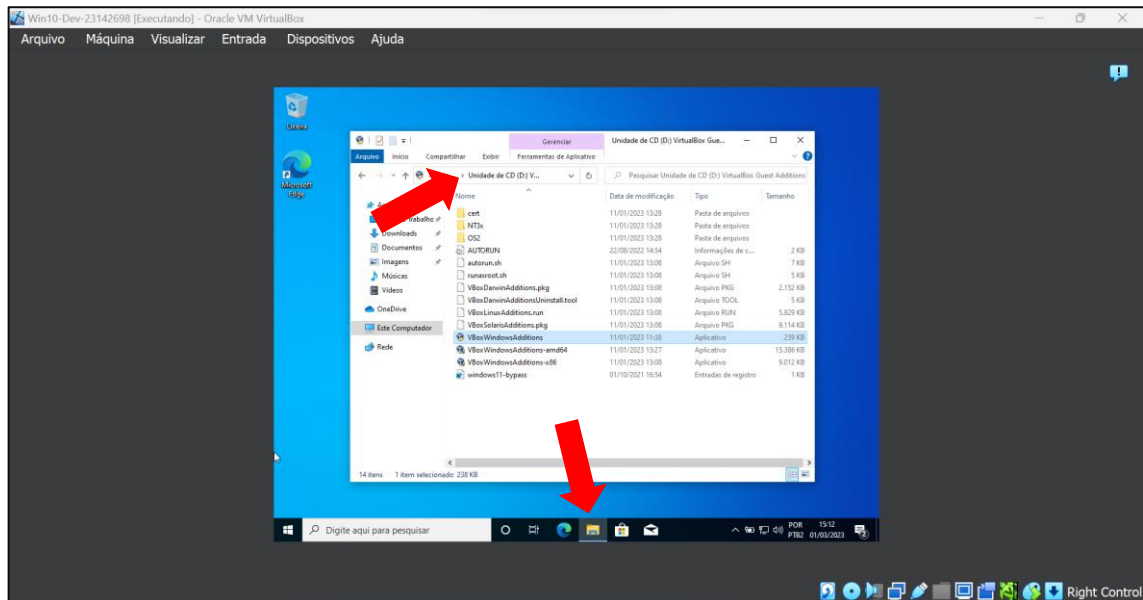 Win10-Dev-23142698 [Executando] - Oracle VM VirtualBox
Arquivo Máquina Visualizar Entrada Dispositivos Ajuda
Lixeira
Microsoft
Edge
Gerenciar Unidade de CD (D:) VirtualBox Gue...
Arquivo Início Compartilhar Exibir Ferramentas de Aplicativo
Unidade de CD (D:) V... Pesquisar Unidade de CD (D:) VirtualBox Guest Additions
Nome Data de modificação Tipo Tamanho
cert 11/01/2023 13:28 Pasta de arquivos
NT3x 11/01/2023 13:28 Pasta de arquivos
OS2 11/01/2023 13:28 Pasta de arquivos
AUTORUN 22/08/2022 14:54 Informações de c... 2 KB
autorun.sh 11/01/2023 13:08 Arquivo SH 7 KB
runasroot.sh 11/01/2023 13:08 Arquivo SH 5 KB
VBoxDarwinAdditions.pkg 11/01/2023 13:08 Arquivo PKG 2.152 KB
VBoxDarwinAdditionsUninstall.tool 11/01/2023 13:08 Arquivo TOOL 5 KB
VBoxLinuxAdditions.run 11/01/2023 13:08 Arquivo RUN 5.829 KB
VBoxSolarisAdditions.pkg 11/01/2023 13:08 Arquivo PKG 9.114 KB
VBoxWindowsAdditions 11/01/2023 11:38 Aplicativo 239 KB
VBoxWindowsAdditions-amd64 11/01/2023 13:27 Aplicativo 15.386 KB
VBoxWindowsAdditions-x86 11/01/2023 13:08 Aplicativo 9.012 KB
windows11-bypass 01/10/2021 16:54 Entradas de registro 1 KB
Downloads
Documentos
Imagens
Músicas
Vídeos
OneDrive
Este Computador
Rede
14 itens 1 item selecionado 238 KB
Digite aqui para pesquisar
POR 15:12
PTB2 01/03/2023
2
Right Control